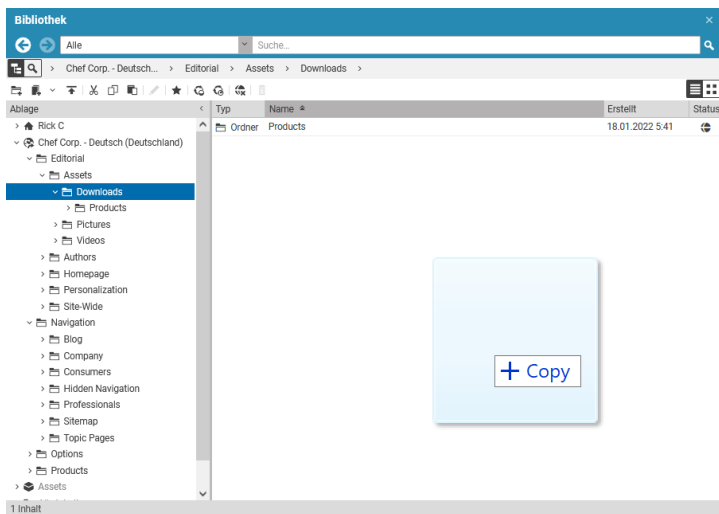 Bibliothek
Alle
Suche...
Chef Corp. - Deutsch... > Editorial > Assets > Downloads >
Ablage
Typ Name Erstellt Status
Rick C
Ordner Products 18.01.2022 5:41
Chef Corp. - Deutsch (Deutschland)
Editorial
Assets
Downloads
Products
Pictures
Videos
Authors
Homepage
Personalization
Site-Wide
Navigation
Blog
Company
Consumers
Hidden Navigation
Professionals
Sitemap
Topic Pages
Options
Products
Assets
+ Copy
1 Inhalt